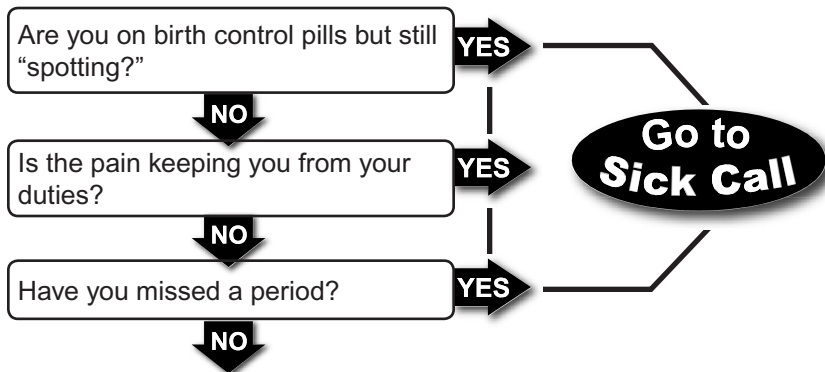 Are you on birth control pills but still
“spotting?”
YES
NO
Is the pain keeping you from your
duties?
YES
NO
Have you missed a period?
YES
NO
Go to
Sick Call